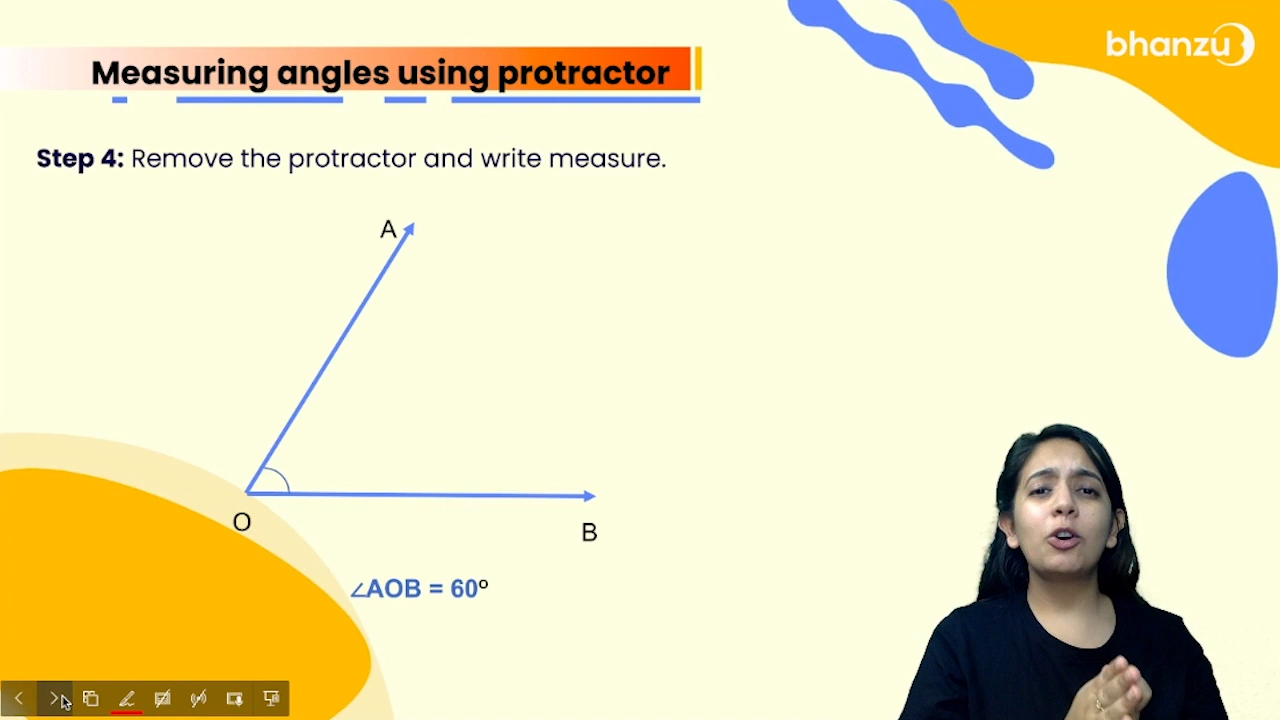 bhanzu
Measuring angles using protractor
Step 4: Remove the protractor and write measure.
A
O
B
∠AOB = 60°